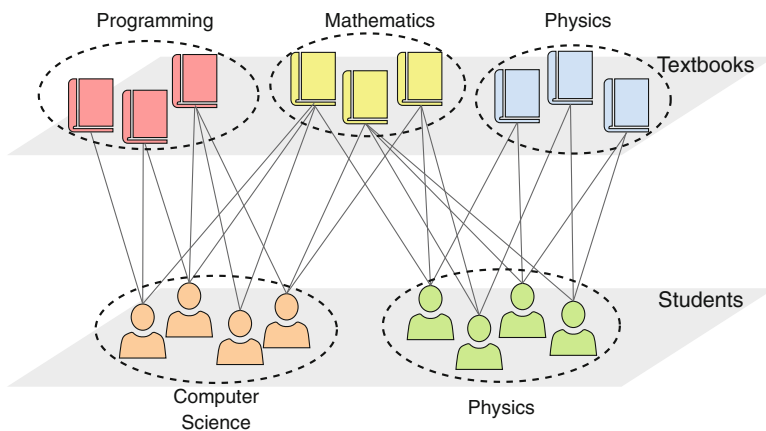 Programming
Mathematics
Physics
Textbooks
Students
Computer
Science
Physics